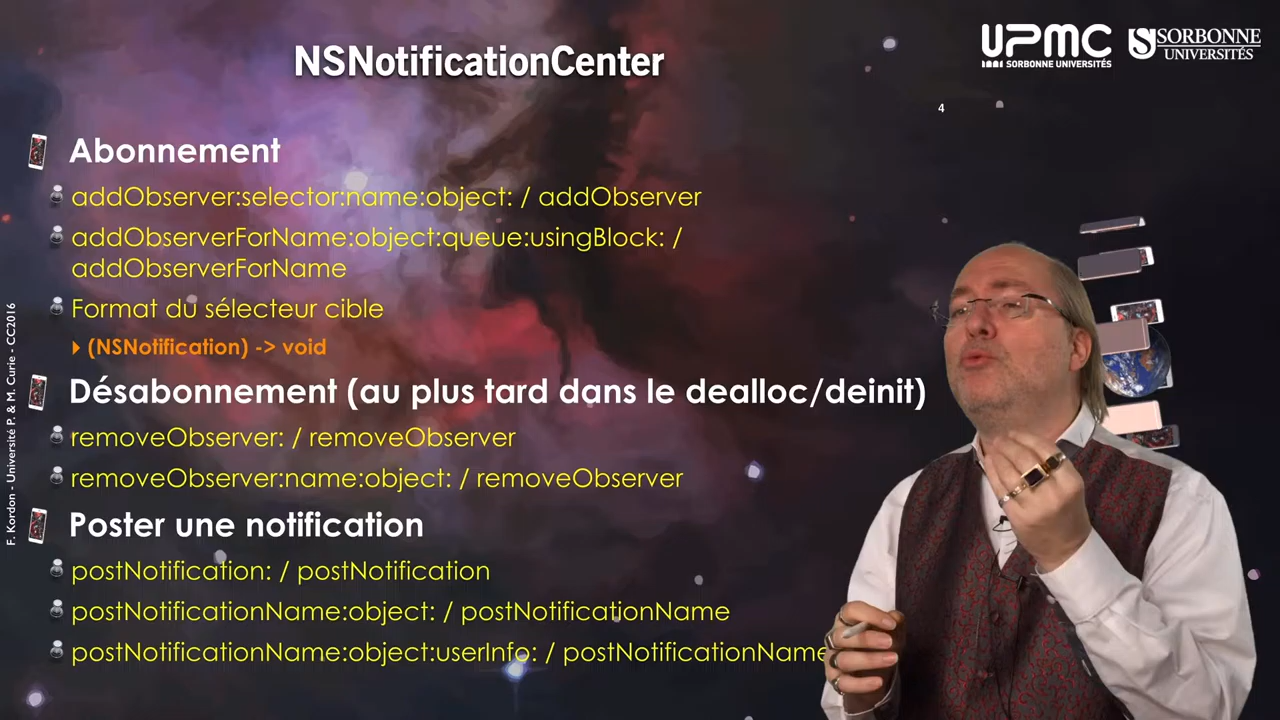 NSNotificationCenter
UPMC
SORBONNE UNIVERSITÉS
SORBONNE
UNIVERSITÉS
4
Abonnement
addObserver:selector:name:object: / addObserver
addObserverForName:object:queue:usingBlock: /
addObserverForName
Format du sélecteur cible
(NSNotification) -> void
Désabonnement (au plus tard dans le dealloc/deinit)
removeObserver: / removeObserver
removeObserver:name:object: / removeObserver
Poster une notification
postNotification: / postNotification
postNotificationName:object: / postNotificationName
postNotificationName:object:userInfo: / postNotificationName
F. Kordon - Université P. & M. Curie - CC2016